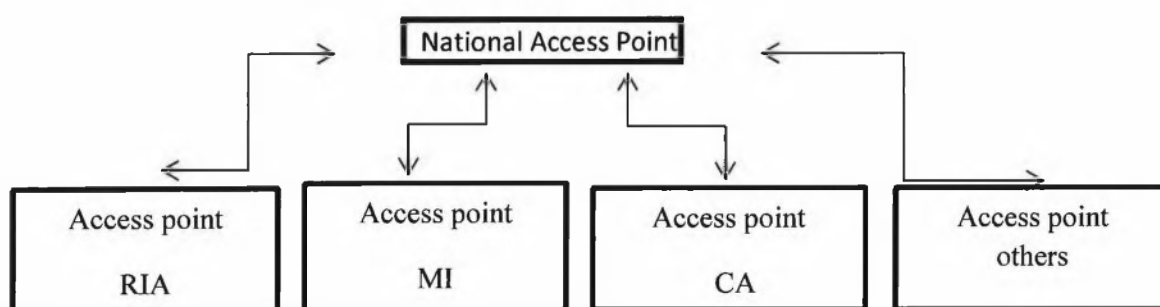 National Access Point
Access point
RIA
Access point
MI
Access point
CA
Access point
others